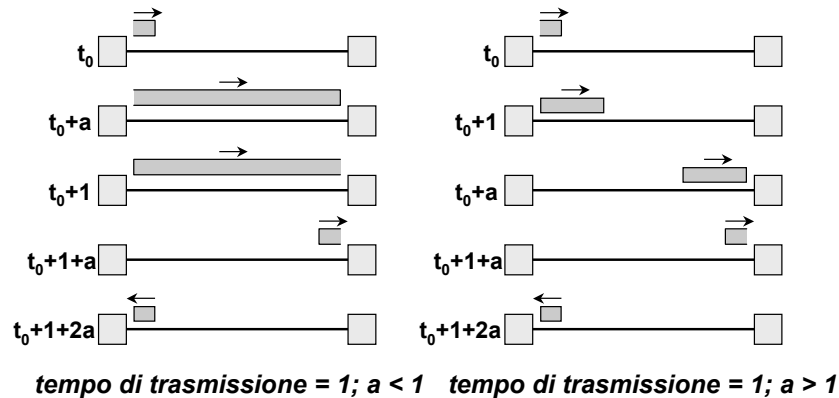 t0 t0
t0+a t0+1
t0+1 t0+a
t0+1+a t0+1+a
t0+1+2a t0+1+2a
tempo di trasmissione = 1; a < 1 tempo di trasmissione = 1; a > 1